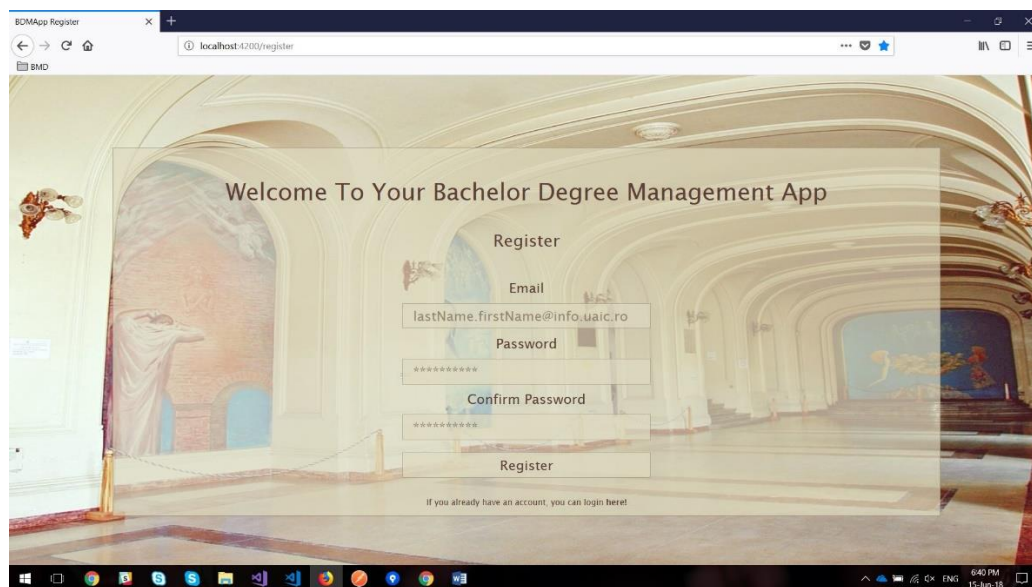 BDMApp Register
localhost:4200/register
BMD
Welcome To Your Bachelor Degree Management App
Register
Email
lastName.firstName@info.uaic.ro
Password
**********
Confirm Password
**********
Register
If you already have an account, you can login here!
ENG
6:40 PM
15-Jun-18